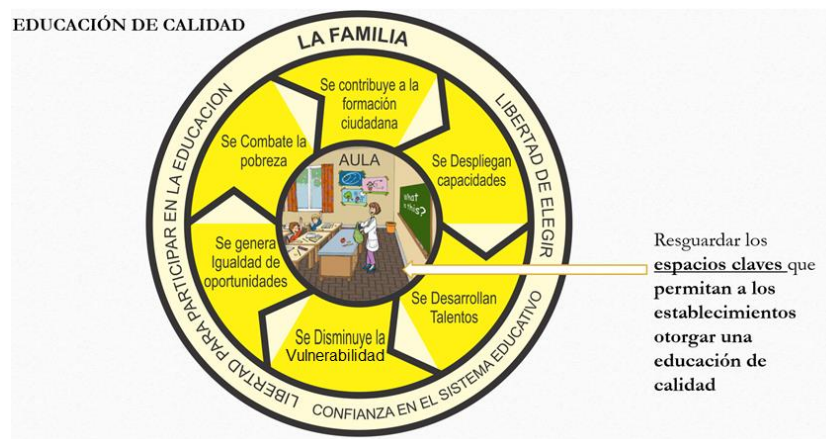 EDUCACIÓN DE CALIDAD
LA FAMILIA
LIBERTAD DE ELEGIR
CONFIANZA EN EL SISTEMA EDUCATIVO
LIBERTAD PARA PARTICIPAR EN LA EDUCACION
Se contribuye a la
formación
ciudadana
Se Despliegan
capacidades
Se Desarrollan
Talentos
Se Disminuye la
Vulnerabilidad
Se genera
Igualdad de
oportunidades
Se Combate la
pobreza
AULA
what
is this?
Resguardar los
espacios claves que
permitan a los
establecimientos
otorgar una
educación de
calidad